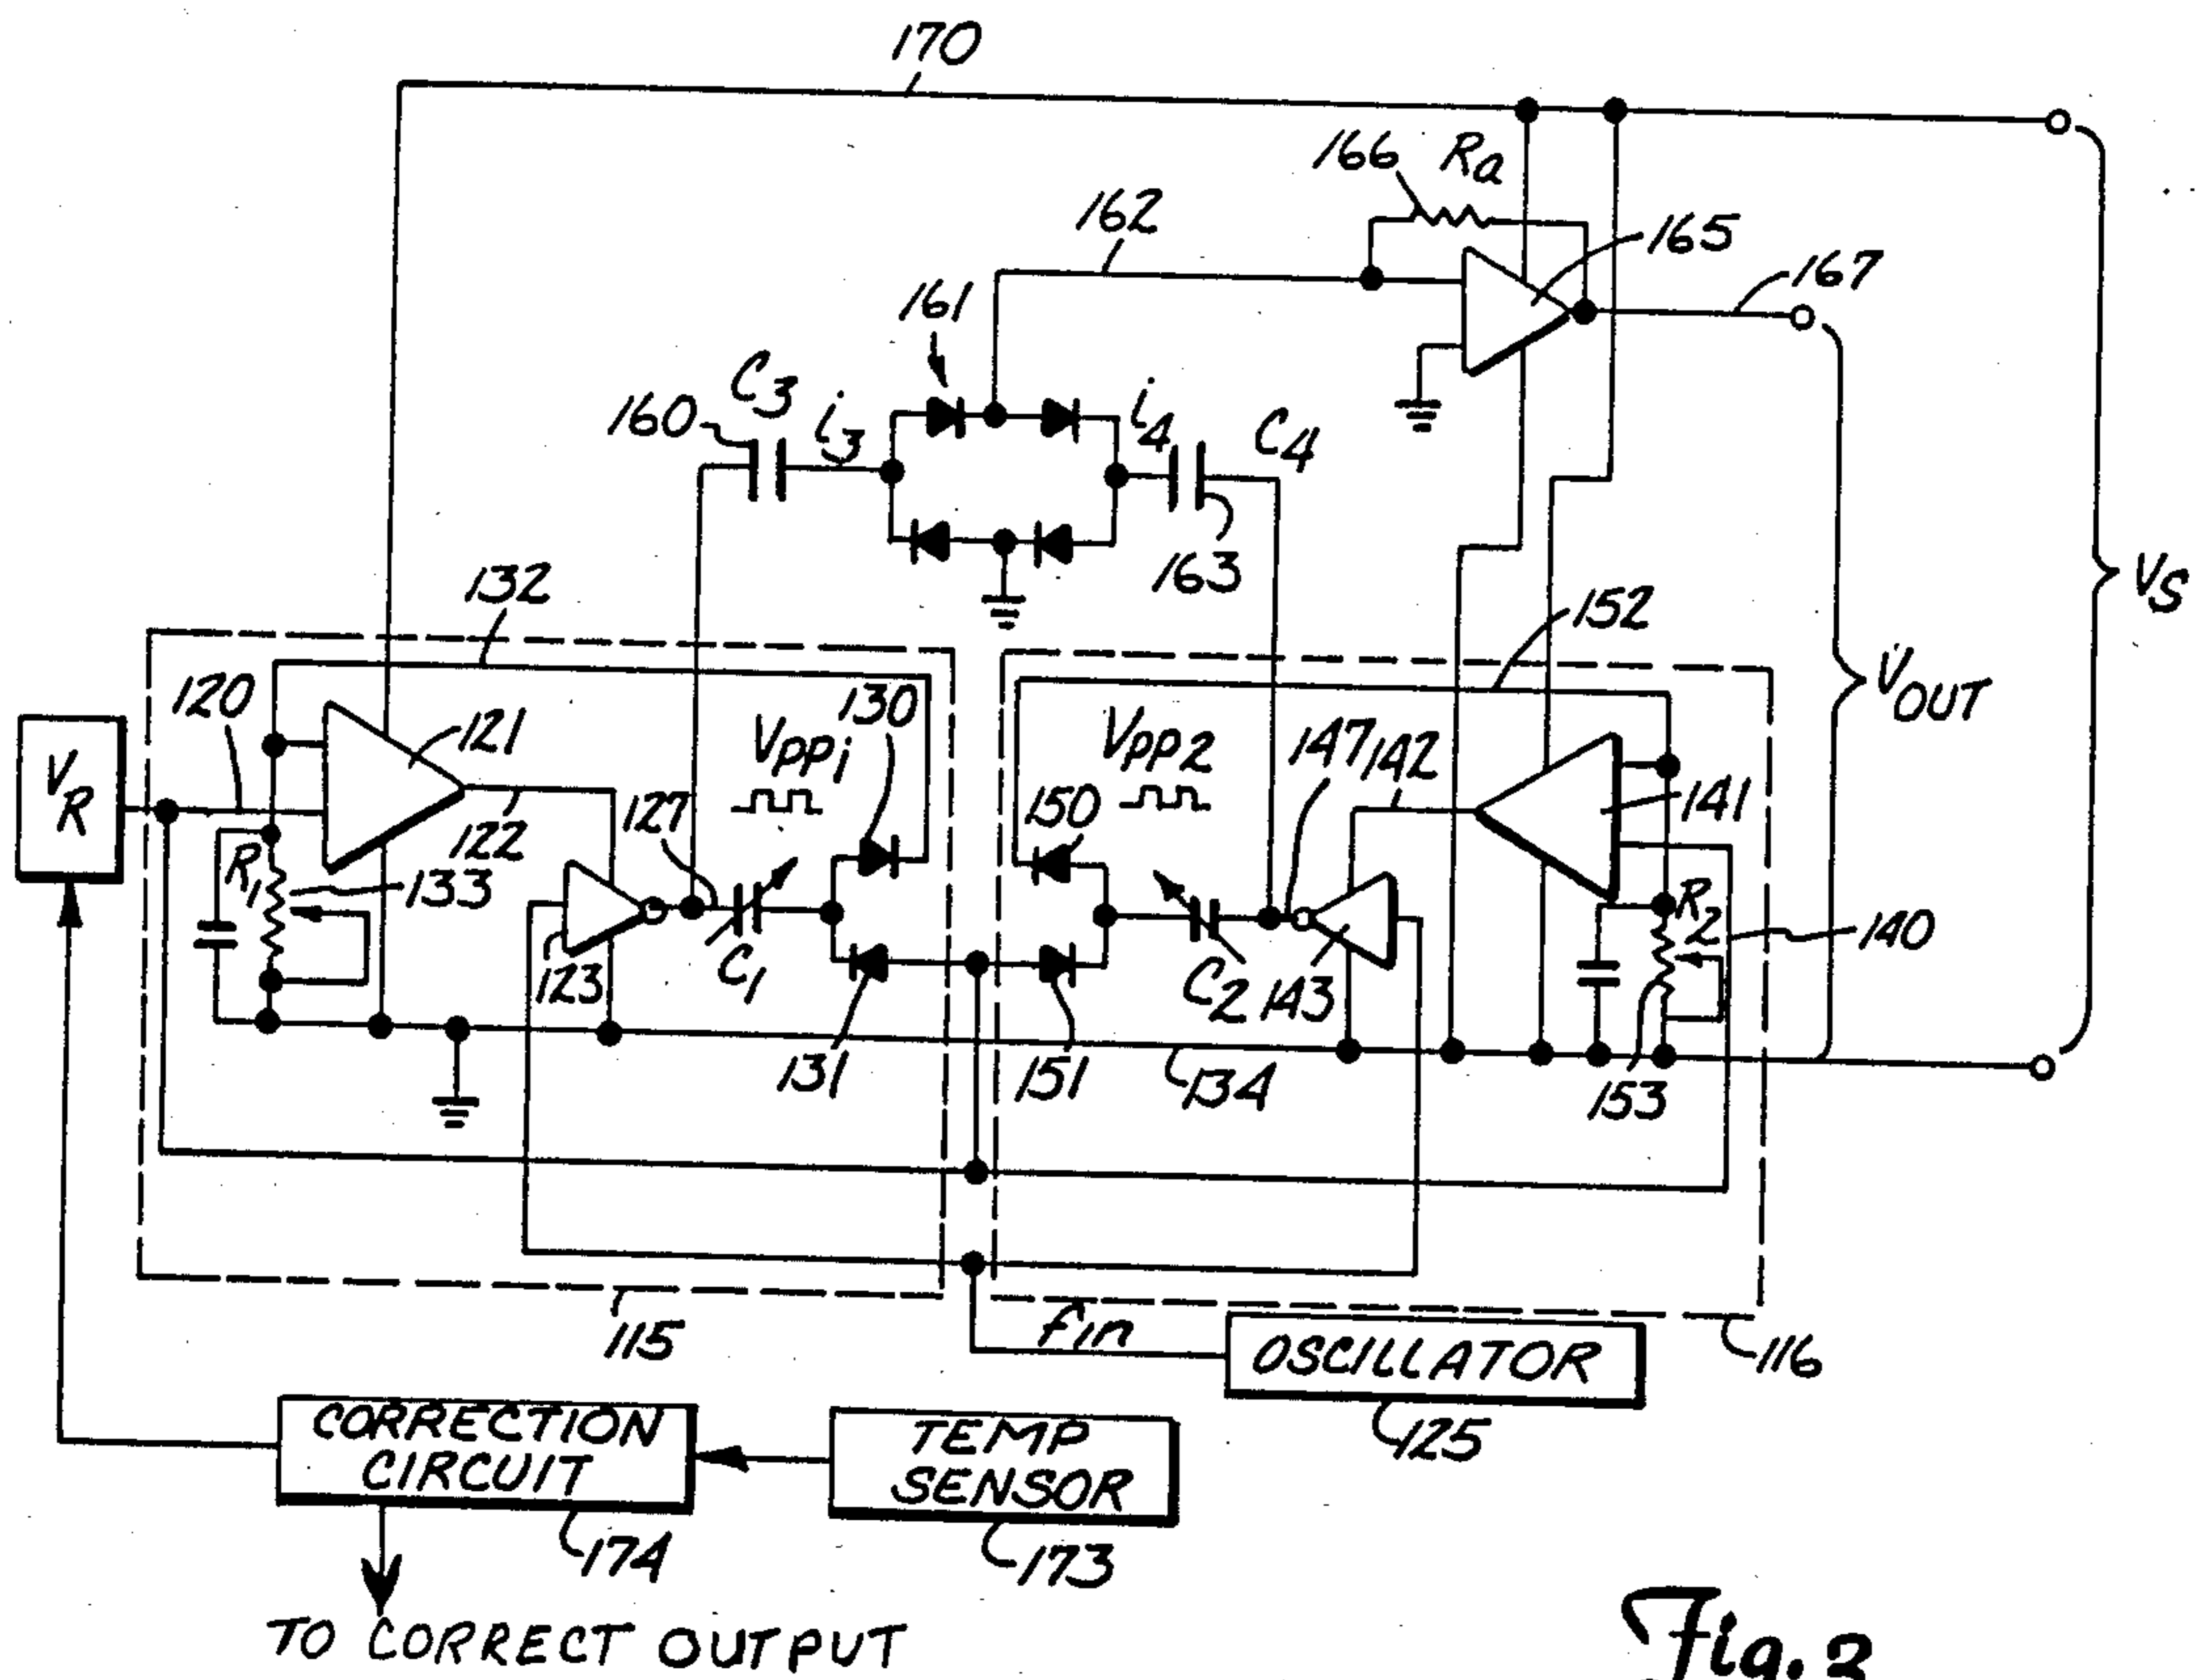 170
166 Ra
162
165
167
161
C3
i3
160
i4
C4
163
VS
132
152
VOUT
120
121
130
VPPi
VPP2
147
142
VR
127
122
150
141
R1
133
123
C1
C2
143
R2
140
131
151
134
153
115
fin
OSCILLATOR
116
125
CORRECTION
CIRCUIT
TEMP
SENSOR
174
173
TO CORRECT OUTPUT
Fig. 3